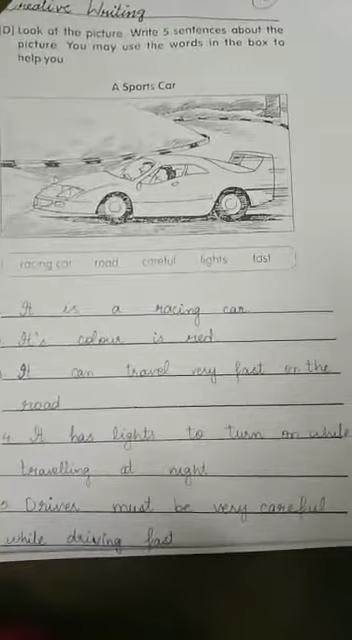 Creative Writing
[D] Look at the picture. Write 5 sentences about the
picture. You may use the words in the box to
help you
A Sports Car
racing car road careful lights fast
It is a racing car
It's colour is red
It can travel very fast on the
road
4. It has lights to turn on while
travelling at night
5 Driver must be very careful
while driving fast